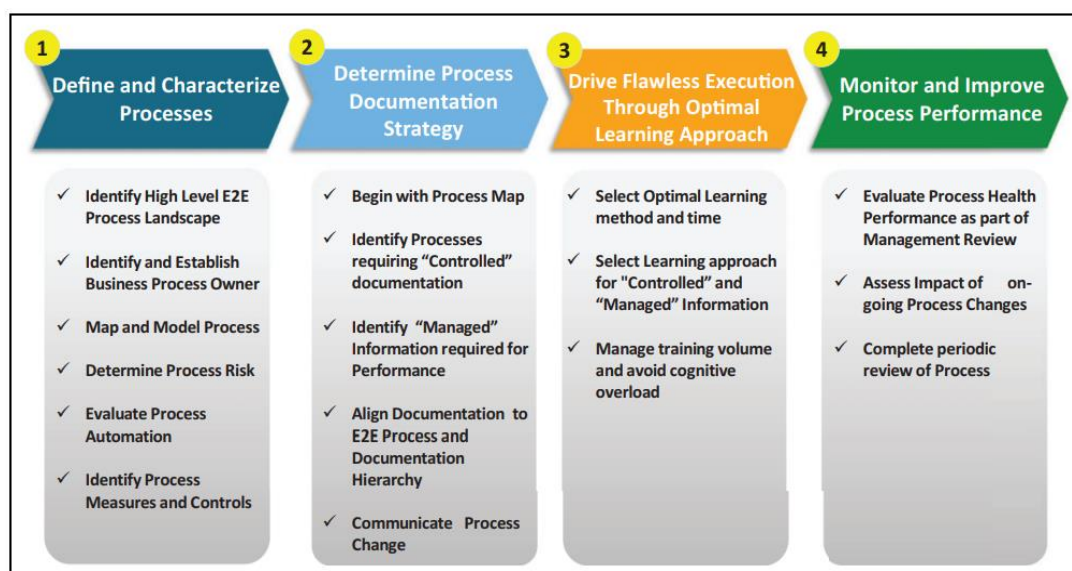 1
Define and Characterize
Processes
✓ Identify High Level E2E
Process Landscape
✓ Identify and Establish
Business Process Owner
✓ Map and Model Process
✓ Determine Process Risk
✓ Evaluate Process
Automation
✓ Identify Process
Measures and Controls
2
Determine Process
Documentation
Strategy
✓ Begin with Process Map
✓ Identify Processes
requiring “Controlled”
documentation
✓ Identify “Managed”
Information required for
Performance
✓ Align Documentation to
E2E Process and
Documentation
Hierarchy
✓ Communicate Process
Change
3
Drive Flawless Execution
Through Optimal
Learning Approach
✓ Select Optimal Learning
method and time
✓ Select Learning approach
for "Controlled” and
“Managed” Information
✓ Manage training volume
and avoid cognitive
overload
4
Monitor and Improve
Process Performance
✓ Evaluate Process Health
Performance as part of
Management Review
✓ Assess Impact of on-
going Process Changes
✓ Complete periodic
review of Process